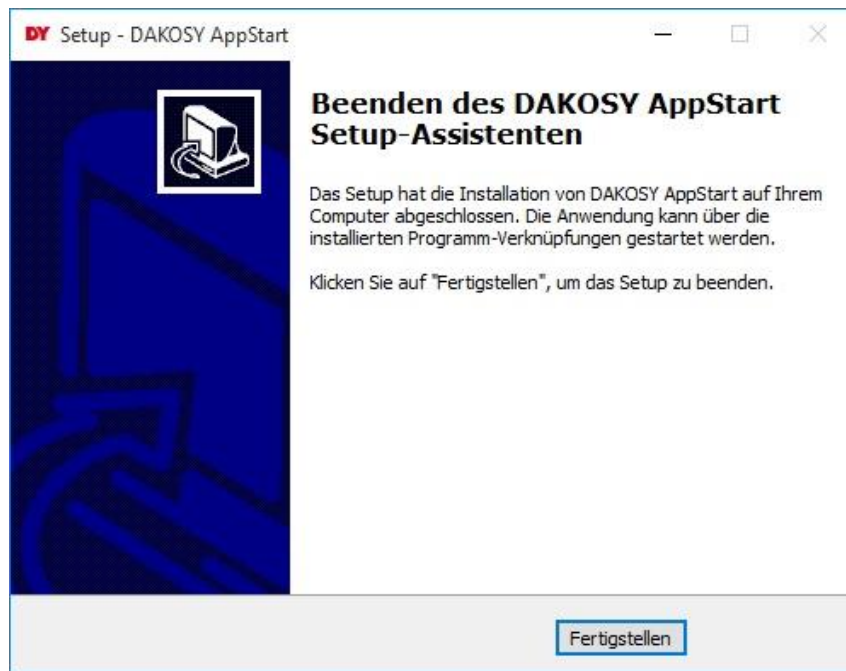 DY Setup - DAKOSY AppStart
Beenden des DAKOSY AppStart
Setup-Assistenten
Das Setup hat die Installation von DAKOSY AppStart auf Ihrem
Computer abgeschlossen. Die Anwendung kann über die
installierten Programm-Verknüpfungen gestartet werden.
Klicken Sie auf "Fertigstellen", um das Setup zu beenden.
Fertigstellen